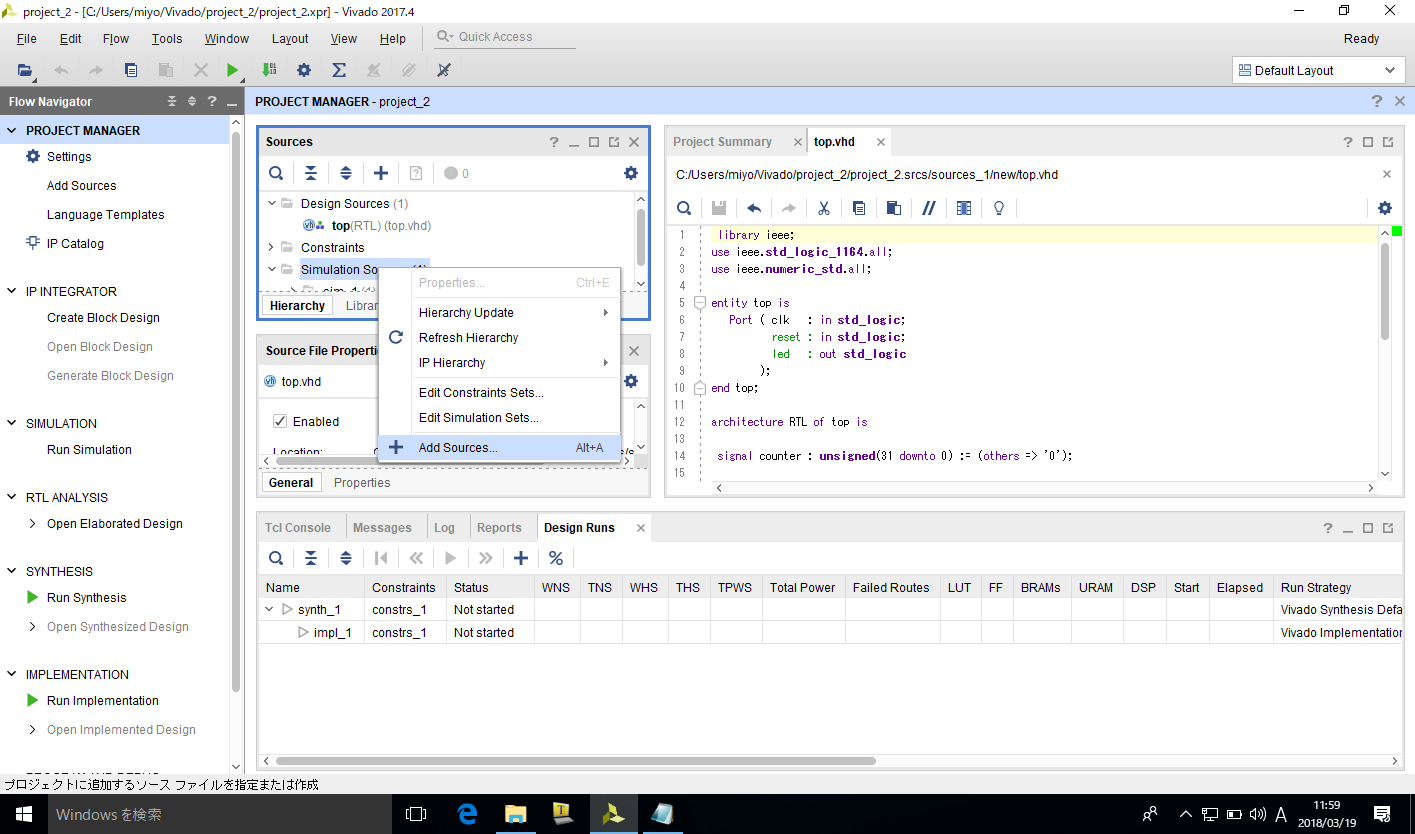 project_2 - [C:/Users/miyo/Vivado/project_2/project_2.xpr] - Vivado 2017.4
File Edit Flow Tools Window Layout View Help Quick Access Ready
Default Layout
Flow Navigator
PROJECT MANAGER
Settings
Add Sources
Language Templates
IP Catalog
IP INTEGRATOR
Create Block Design
Open Block Design
Generate Block Design
SIMULATION
Run Simulation
RTL ANALYSIS
Open Elaborated Design
SYNTHESIS
Run Synthesis
Open Synthesized Design
IMPLEMENTATION
Run Implementation
Open Implemented Design
PROJECT MANAGER - project_2
Sources
0
Design Sources (1)
top(RTL) (top.vhd)
Constraints
Simulation So
sim_1 (1)
Hierarchy Librar
Properties... Ctrl+E
Hierarchy Update
Refresh Hierarchy
IP Hierarchy
Edit Constraints Sets...
Edit Simulation Sets...
Add Sources... Alt+A
Source File Properti
top.vhd
Enabled
Location:
General Properties
Project Summary top.vhd
C:/Users/miyo/Vivado/project_2/project_2.srcs/sources_1/new/top.vhd
1 library ieee;
2 use ieee.std_logic_1164.all;
3 use ieee.numeric_std.all;
4
5 entity top is
6 Port ( clk : in std_logic;
7 reset : in std_logic;
8 led : out std_logic
9 );
10 end top;
11
12 architecture RTL of top is
13
14 signal counter : unsigned(31 downto 0) := (others => '0');
15
Tcl Console Messages Log Reports Design Runs
Name Constraints Status WNS TNS WHS THS TPWS Total Power Failed Routes LUT FF BRAMs URAM DSP Start Elapsed Run Strategy
synth_1 constrs_1 Not started Vivado Synthesis Defa
impl_1 constrs_1 Not started Vivado Implementation
プロジェクトに追加するソース ファイルを指定または作成
Windows を検索
A
11:59
2018/03/19